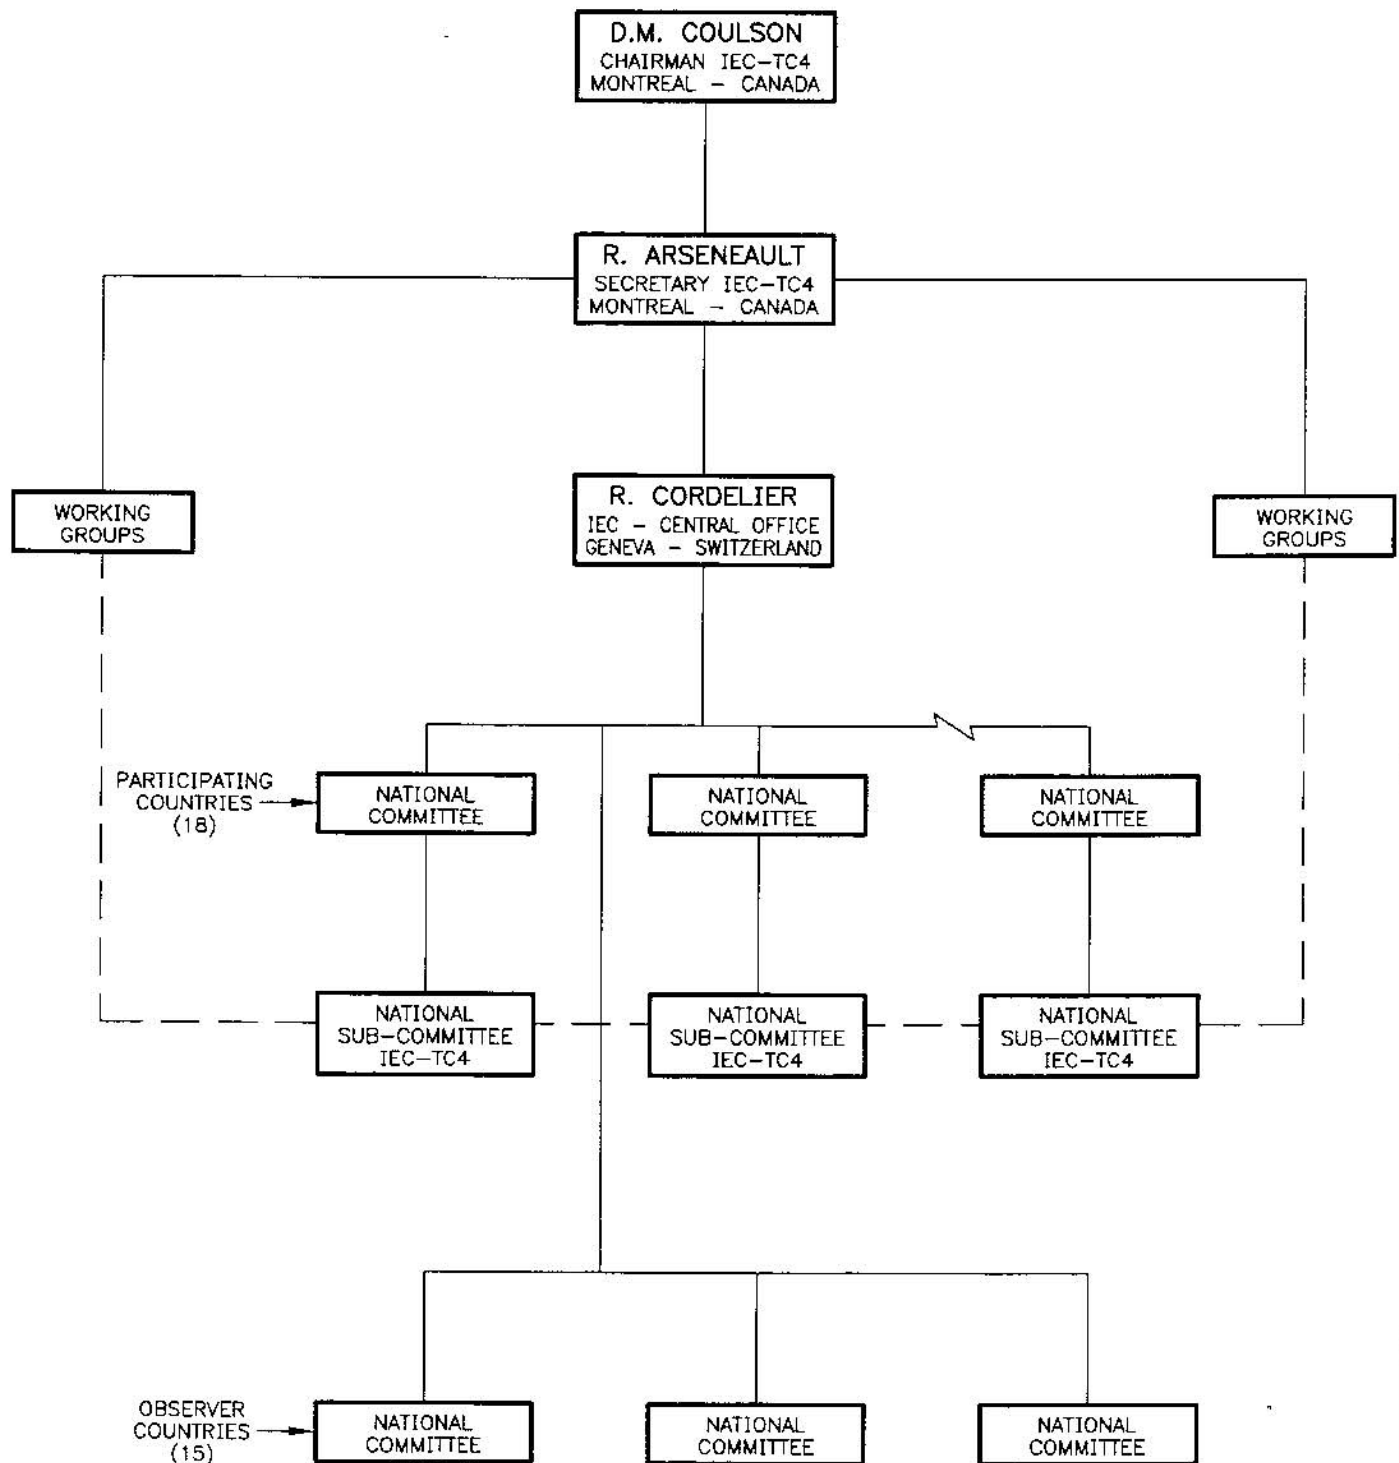 D.M. COULSON
CHAIRMAN IEC-TC4
MONTREAL - CANADA
R. ARSENEAULT
SECRETARY IEC-TC4
MONTREAL - CANADA
WORKING
GROUPS
R. CORDELIER
IEC - CENTRAL OFFICE
GENEVA - SWITZERLAND
WORKING
GROUPS
PARTICIPATING
COUNTRIES
(18)
NATIONAL
COMMITTEE
NATIONAL
COMMITTEE
NATIONAL
COMMITTEE
NATIONAL
SUB-COMMITTEE
IEC-TC4
NATIONAL
SUB-COMMITTEE
IEC-TC4
NATIONAL
SUB-COMMITTEE
IEC-TC4
OBSERVER
COUNTRIES
(15)
NATIONAL
COMMITTEE
NATIONAL
COMMITTEE
NATIONAL
COMMITTEE